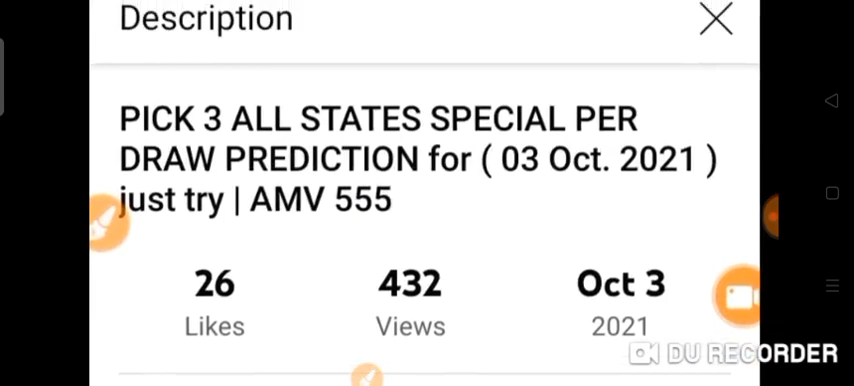 Description
PICK 3 ALL STATES SPECIAL PER
DRAW PREDICTION for ( 03 Oct. 2021 )
just try | AMV 555
26 432 Oct 3
Likes Views 2021
DU RECORDER